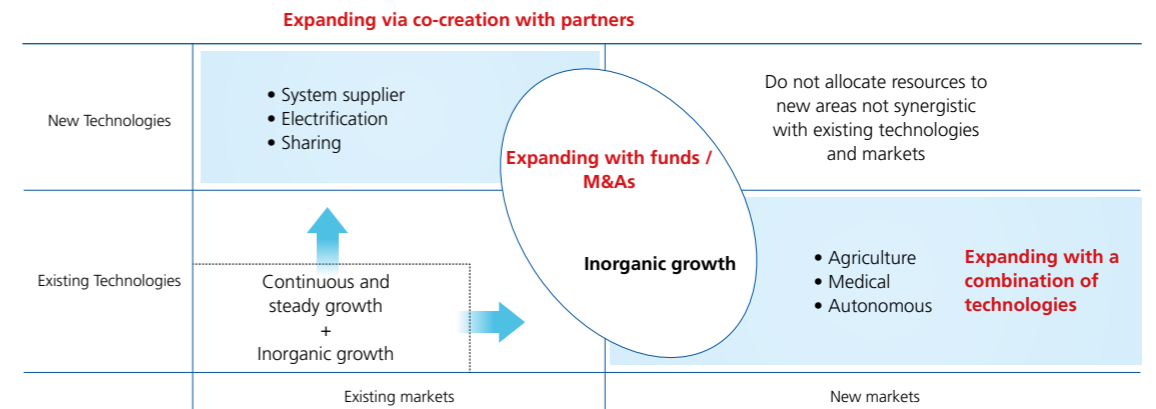 Expanding via co-creation with partners
New Technologies
• System supplier
• Electrification
• Sharing
Expanding with funds /
M&As
Do not allocate resources to
new areas not synergistic
with existing technologies
and markets
Existing Technologies
Continuous and
steady growth
+
Inorganic growth
Inorganic growth
• Agriculture
• Medical
• Autonomous
Expanding with a
combination of
technologies
Existing markets
New markets